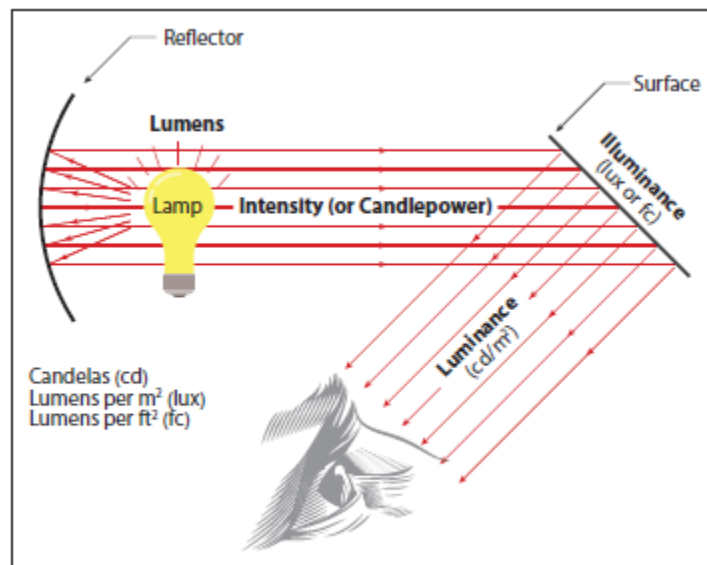 Reflector
Surface
Lumens
Illuminance
(lux or fc)
Lamp
Intensity (or Candlepower)
Luminance
(cd/m²)
Candelas (cd)
Lumens per m² (lux)
Lumens per ft² (fc)